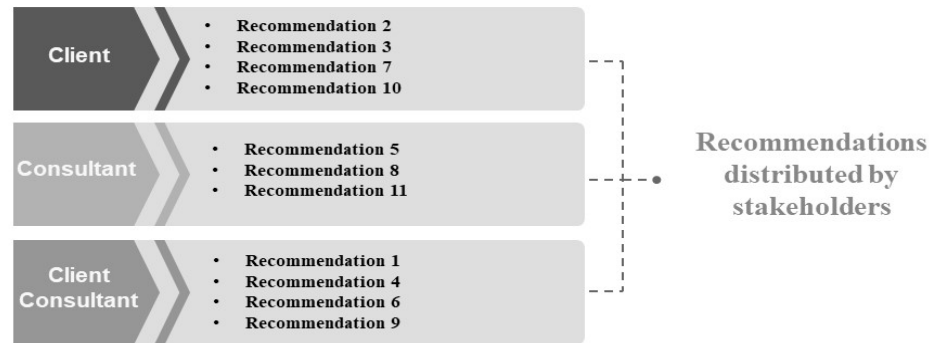 Client
• Recommendation 2
• Recommendation 3
• Recommendation 7
• Recommendation 10
Consultant
• Recommendation 5
• Recommendation 8
• Recommendation 11
Client
Consultant
• Recommendation 1
• Recommendation 4
• Recommendation 6
• Recommendation 9
Recommendations
distributed by
stakeholders